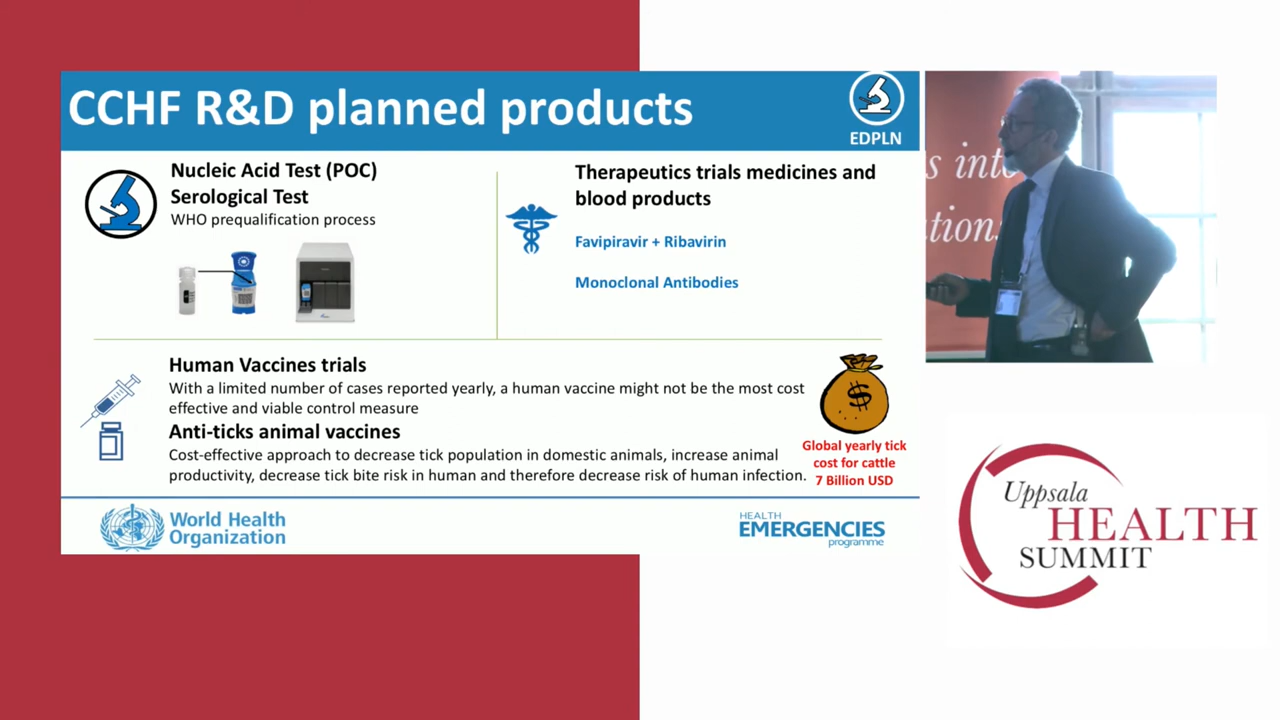 CCHF R&D planned products
EDPLN
Nucleic Acid Test (POC)
Serological Test
WHO prequalification process
Therapeutics trials medicines and
blood products
Favipiravir + Ribavirin
Monoclonal Antibodies
Human Vaccines trials
With a limited number of cases reported yearly, a human vaccine might not be the most cost
effective and viable control measure
Anti-ticks animal vaccines
Cost-effective approach to decrease tick population in domestic animals, increase animal
productivity, decrease tick bite risk in human and therefore decrease risk of human infection.
$
Global yearly tick
cost for cattle
7 Billion USD
World Health
Organization
HEALTH
EMERGENCIES
programme
Uppsala
HEALTH
SUMMIT